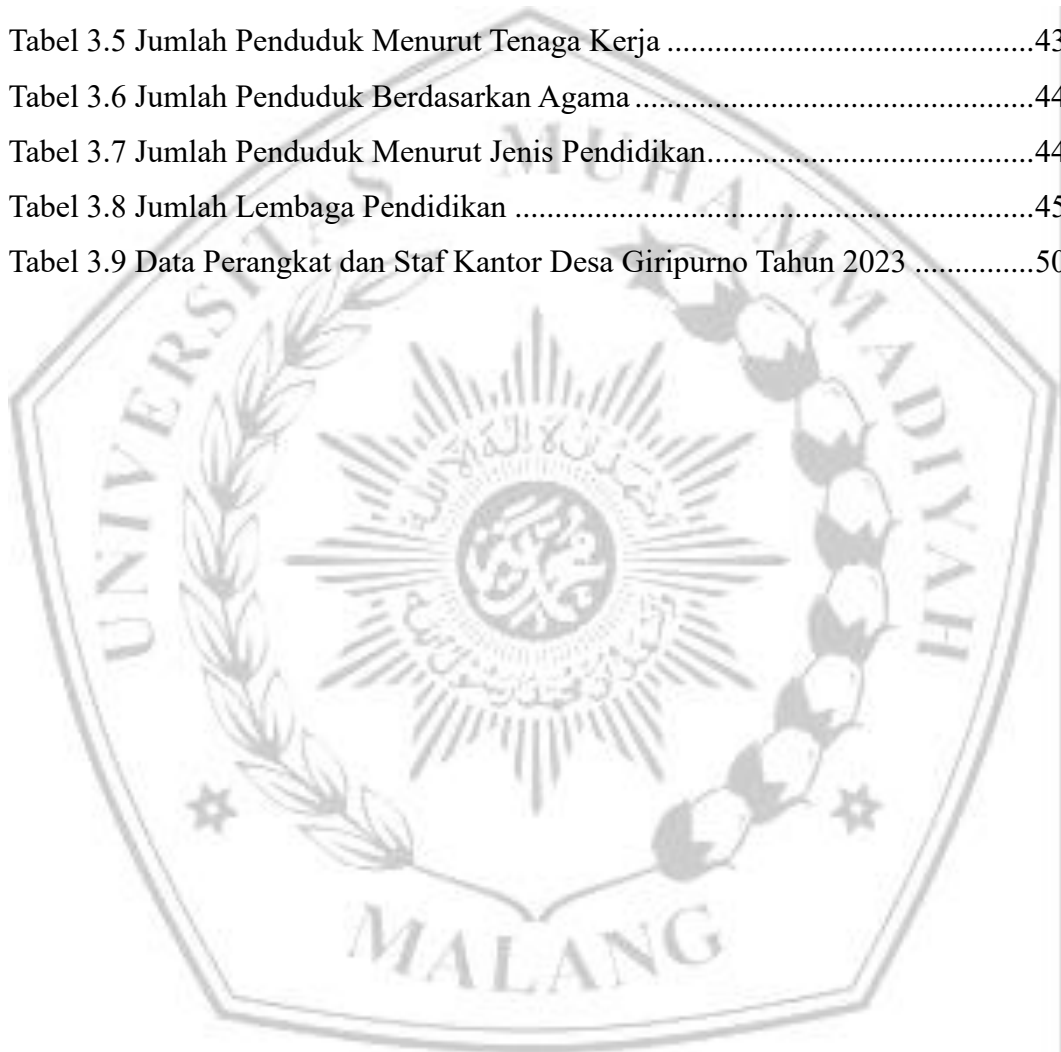 Tabel 3.5 Jumlah Penduduk Menurut Tenaga Kerja ..............................................43
Tabel 3.6 Jumlah Penduduk Berdasarkan Agama ..................................................44
Tabel 3.7 Jumlah Penduduk Menurut Jenis Pendidikan.........................................44
Tabel 3.8 Jumlah Lembaga Pendidikan .................................................................45
Tabel 3.9 Data Perangkat dan Staf Kantor Desa Giripurno Tahun 2023 ...............50
UNIVERSITAS MUHAMMADIYAH
MALANG